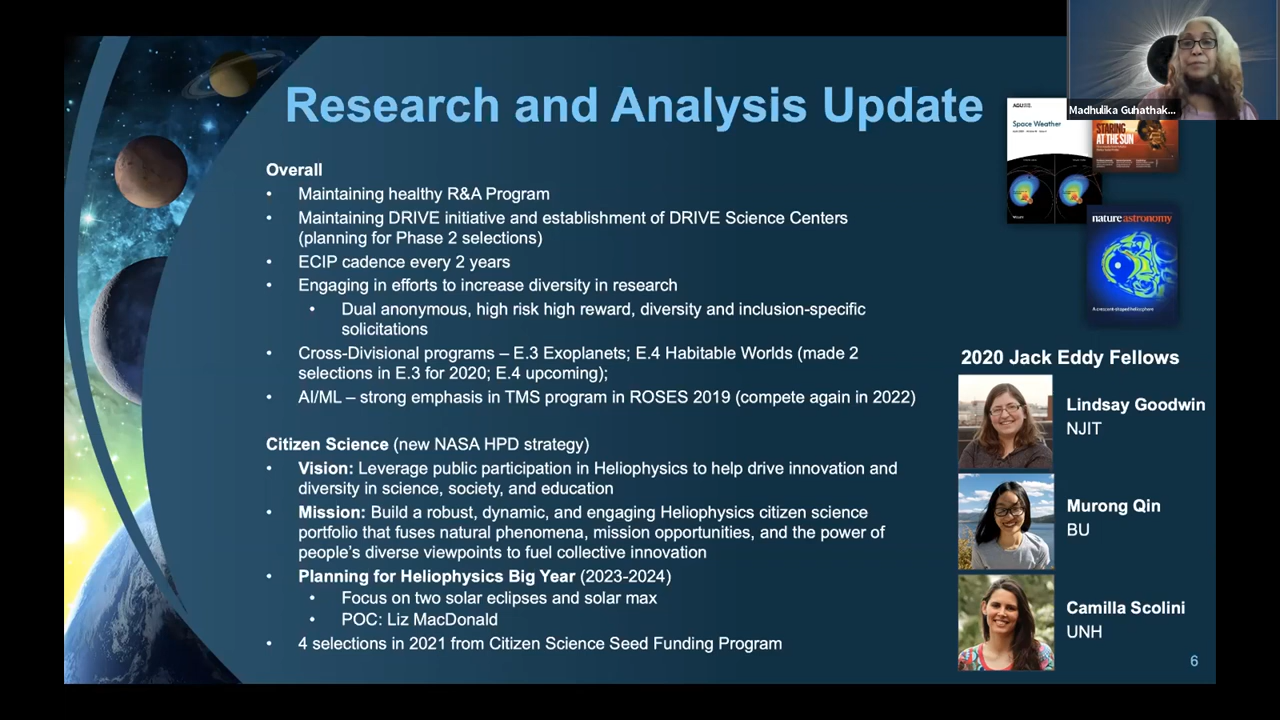 Research and Analysis Update
Overall
• Maintaining healthy R&A Program
• Maintaining DRIVE initiative and establishment of DRIVE Science Centers
(planning for Phase 2 selections)
• ECIP cadence every 2 years
• Engaging in efforts to increase diversity in research
• Dual anonymous, high risk high reward, diversity and inclusion-specific
solicitations
• Cross-Divisional programs – E.3 Exoplanets; E.4 Habitable Worlds (made 2
selections in E.3 for 2020; E.4 upcoming);
• AI/ML – strong emphasis in TMS program in ROSES 2019 (compete again in 2022)
Citizen Science (new NASA HPD strategy)
• Vision: Leverage public participation in Heliophysics to help drive innovation and
diversity in science, society, and education
• Mission: Build a robust, dynamic, and engaging Heliophysics citizen science
portfolio that fuses natural phenomena, mission opportunities, and the power of
people's diverse viewpoints to fuel collective innovation
• Planning for Heliophysics Big Year (2023-2024)
• Focus on two solar eclipses and solar max
• POC: Liz MacDonald
• 4 selections in 2021 from Citizen Science Seed Funding Program
Madhulika Guhathak...
AGU
Space Weather
STARING
AT THE SUN
nature astronomy
A crescent-shaped heliosphere
2020 Jack Eddy Fellows
Lindsay Goodwin
NJIT
Murong Qin
BU
Camilla Scolini
UNH
6